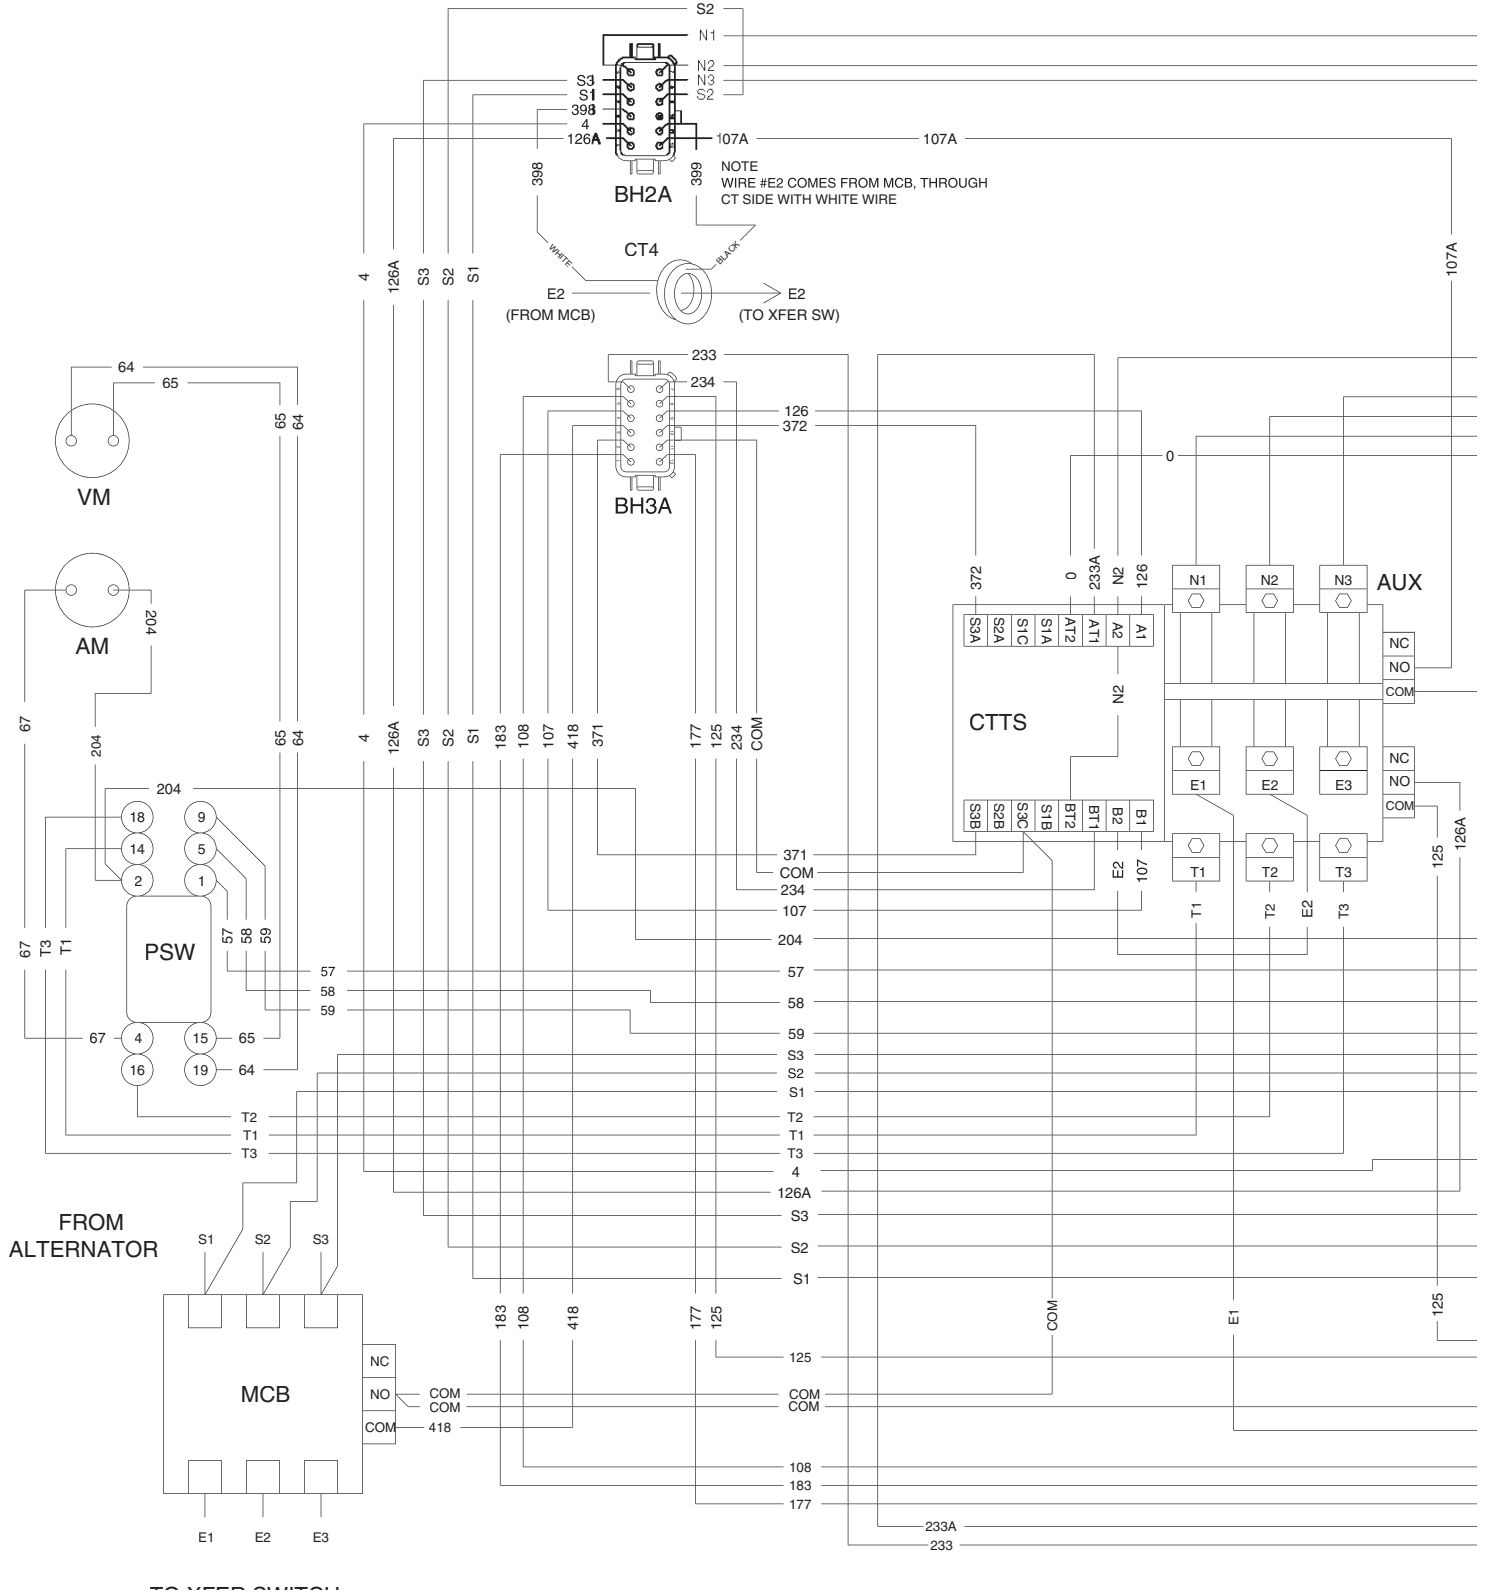 S2
N1
N2
S3 N3
S1 S2
398
4
126A 107A 107A
398 399
NOTE
WIRE #E2 COMES FROM MCB, THROUGH
CT SIDE WITH WHITE WIRE
BH2A
WHITE CT4 BLACK
E2 E2
(FROM MCB) (TO XFER SW)
4 126A S3 S2 S1 107A
233
64
65 234
126
372
65 64
0
VM
BH3A
372 0 233A N2 126
N1 N2 N3 AUX
204
AM
S3A S2A S1C S1A AT2 AT1 A2 A1
NC
NO
COM
N2
CTTS
67 204 65 64 4 126A S3 S2 S1 183 108 107 418 371 177 125 234 COM
NC
NO
COM
E1 E2 E3
204
S3B S2B S3C S1B BT2 BT1 B2 B1
18 9
14 5
2 1
126A
125
371
COM
234
107
E2 107
T1 T2 T3
T1 T2 E2 T3
67 T3 T1 PSW 57 58 59
204
57 57
58 58
59 59
67 4 15 65
16 19 64
S3
S2
S1
T2 T2
T1 T1
T3 T3
4
126A
S3
S2
S1
FROM
ALTERNATOR
S1 S2 S3
183 108 418 177 125 COM E1 125
125
NC
NO
COM
MCB
COM COM
COM COM
418
108
183
177
233A
233
E1 E2 E3
TO XFER SWITCH